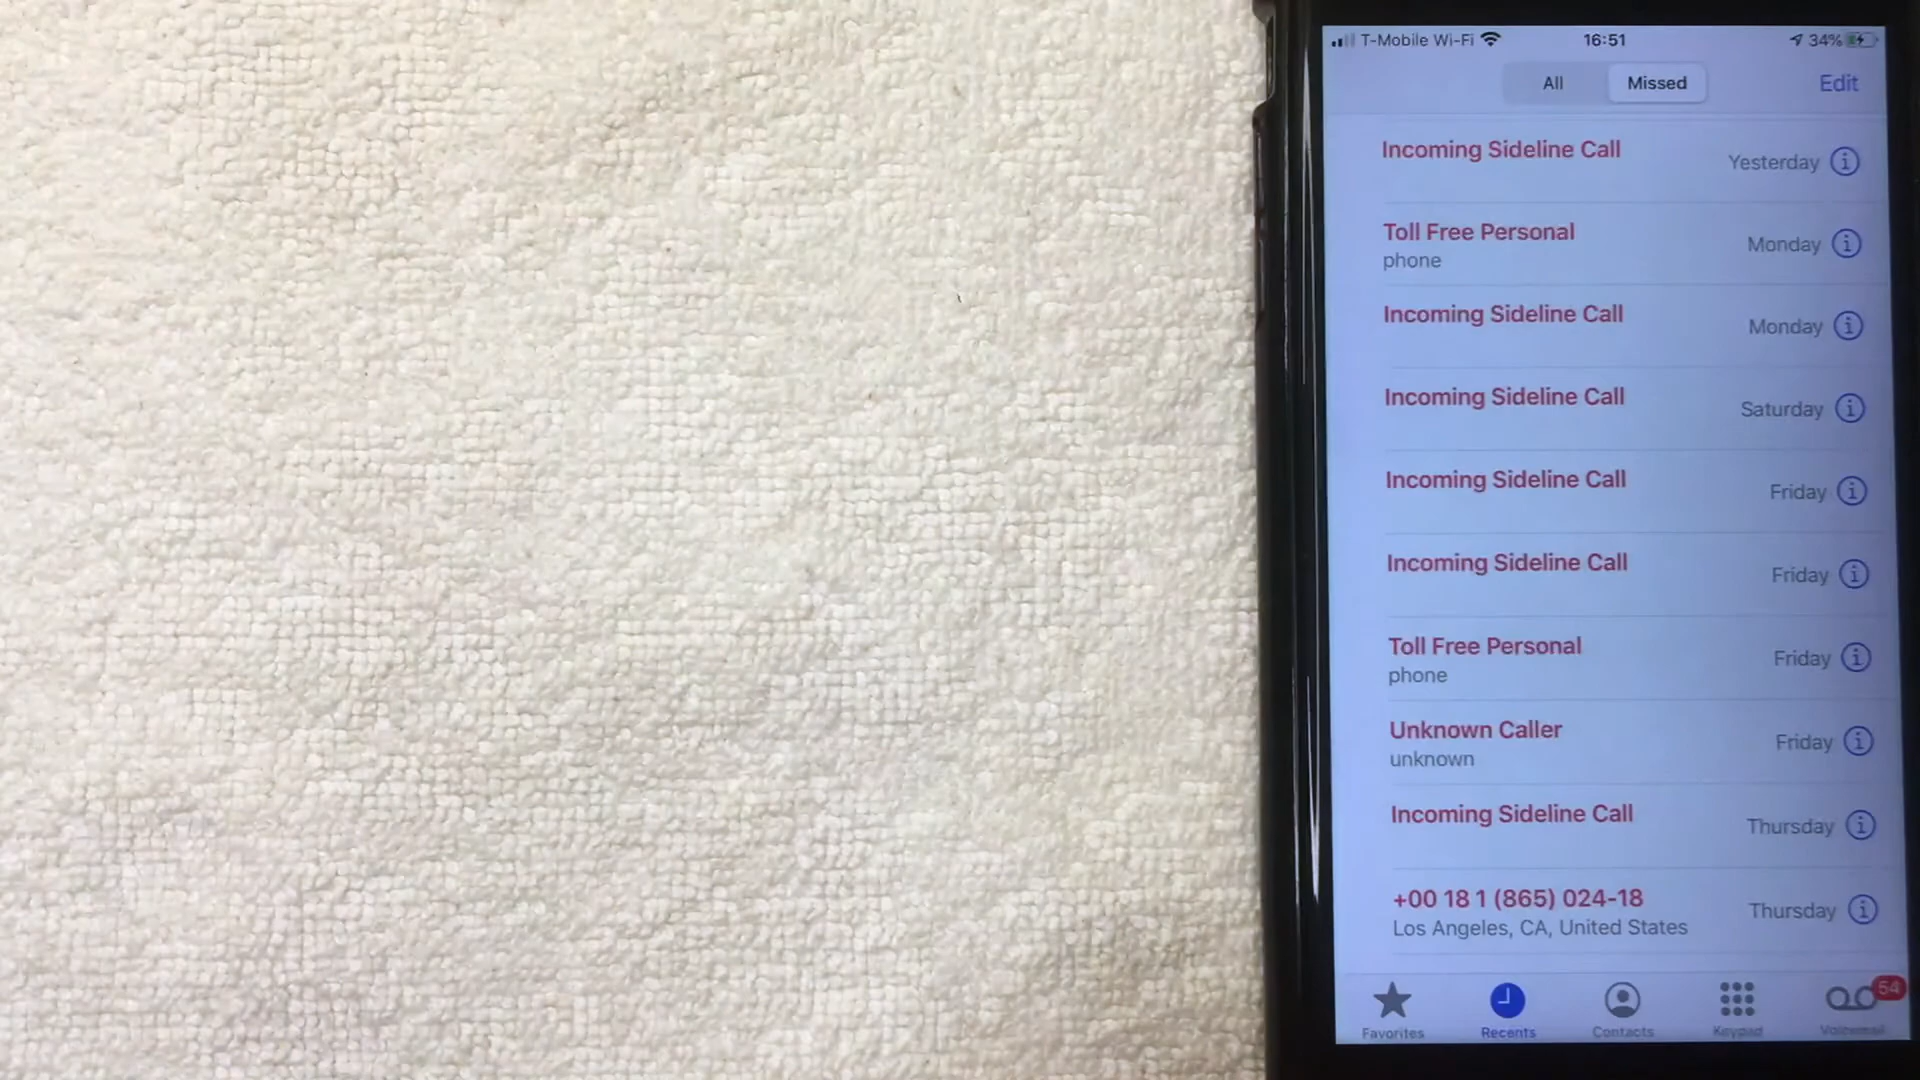 T-Mobile Wi-Fi 16:51 34%
All Missed Edit
Incoming Sideline Call Yesterday
Toll Free Personal Monday
phone
Incoming Sideline Call Monday
Incoming Sideline Call Saturday
Incoming Sideline Call Friday
Incoming Sideline Call Friday
Toll Free Personal Friday
phone
Unknown Caller Friday
unknown
Incoming Sideline Call Thursday
+00 18 1 (865) 024-18 Thursday
Los Angeles, CA, United States
54
Favorites Recents Contacts Keypad Voicemail